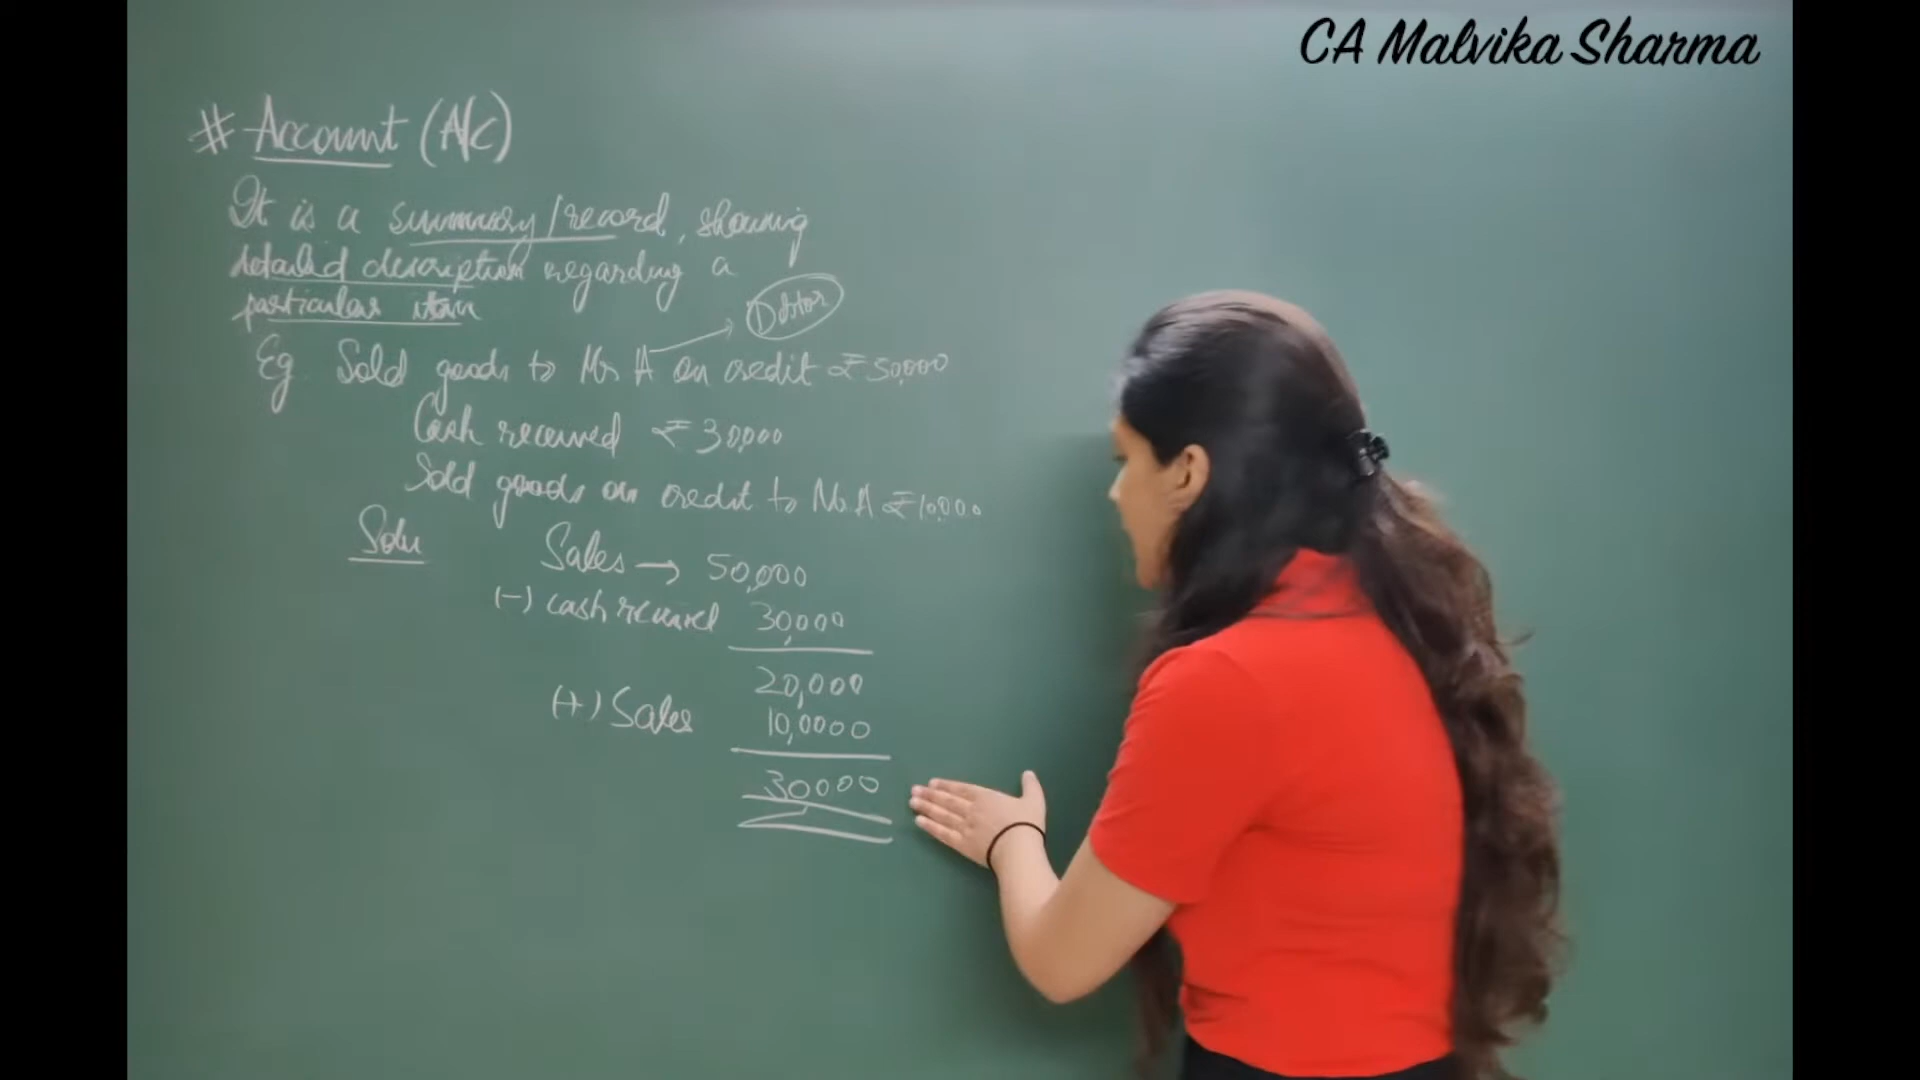 CA Malvika Sharma
# Account (A/c)
It is a summary/record, showing
detailed description regarding a
particular item
Debtor
Eg. Sold goods to Mr A on credit ₹50,000
Cash received ₹30,000
Sold goods on credit to Mr. A ₹10,000
Solu
Sales → 50,000
(-) cash received 30,000
20,000
(+) Sales 10,0000
30000